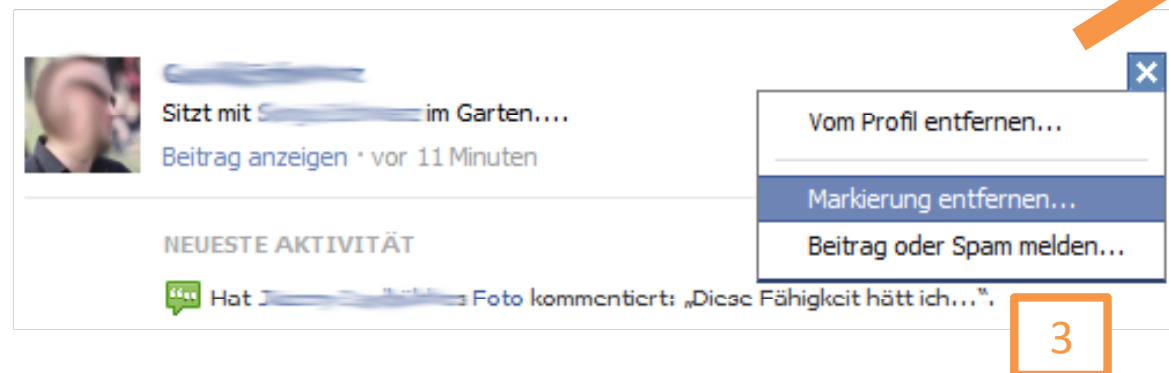 Sitzt mit im Garten....
Beitrag anzeigen · vor 11 Minuten
Vom Profil entfernen...
Markierung entfernen...
Beitrag oder Spam melden...
NEUESTE AKTIVITÄT
Hat Foto kommentiert: „Diese Fähigkeit hätt ich...“.
3